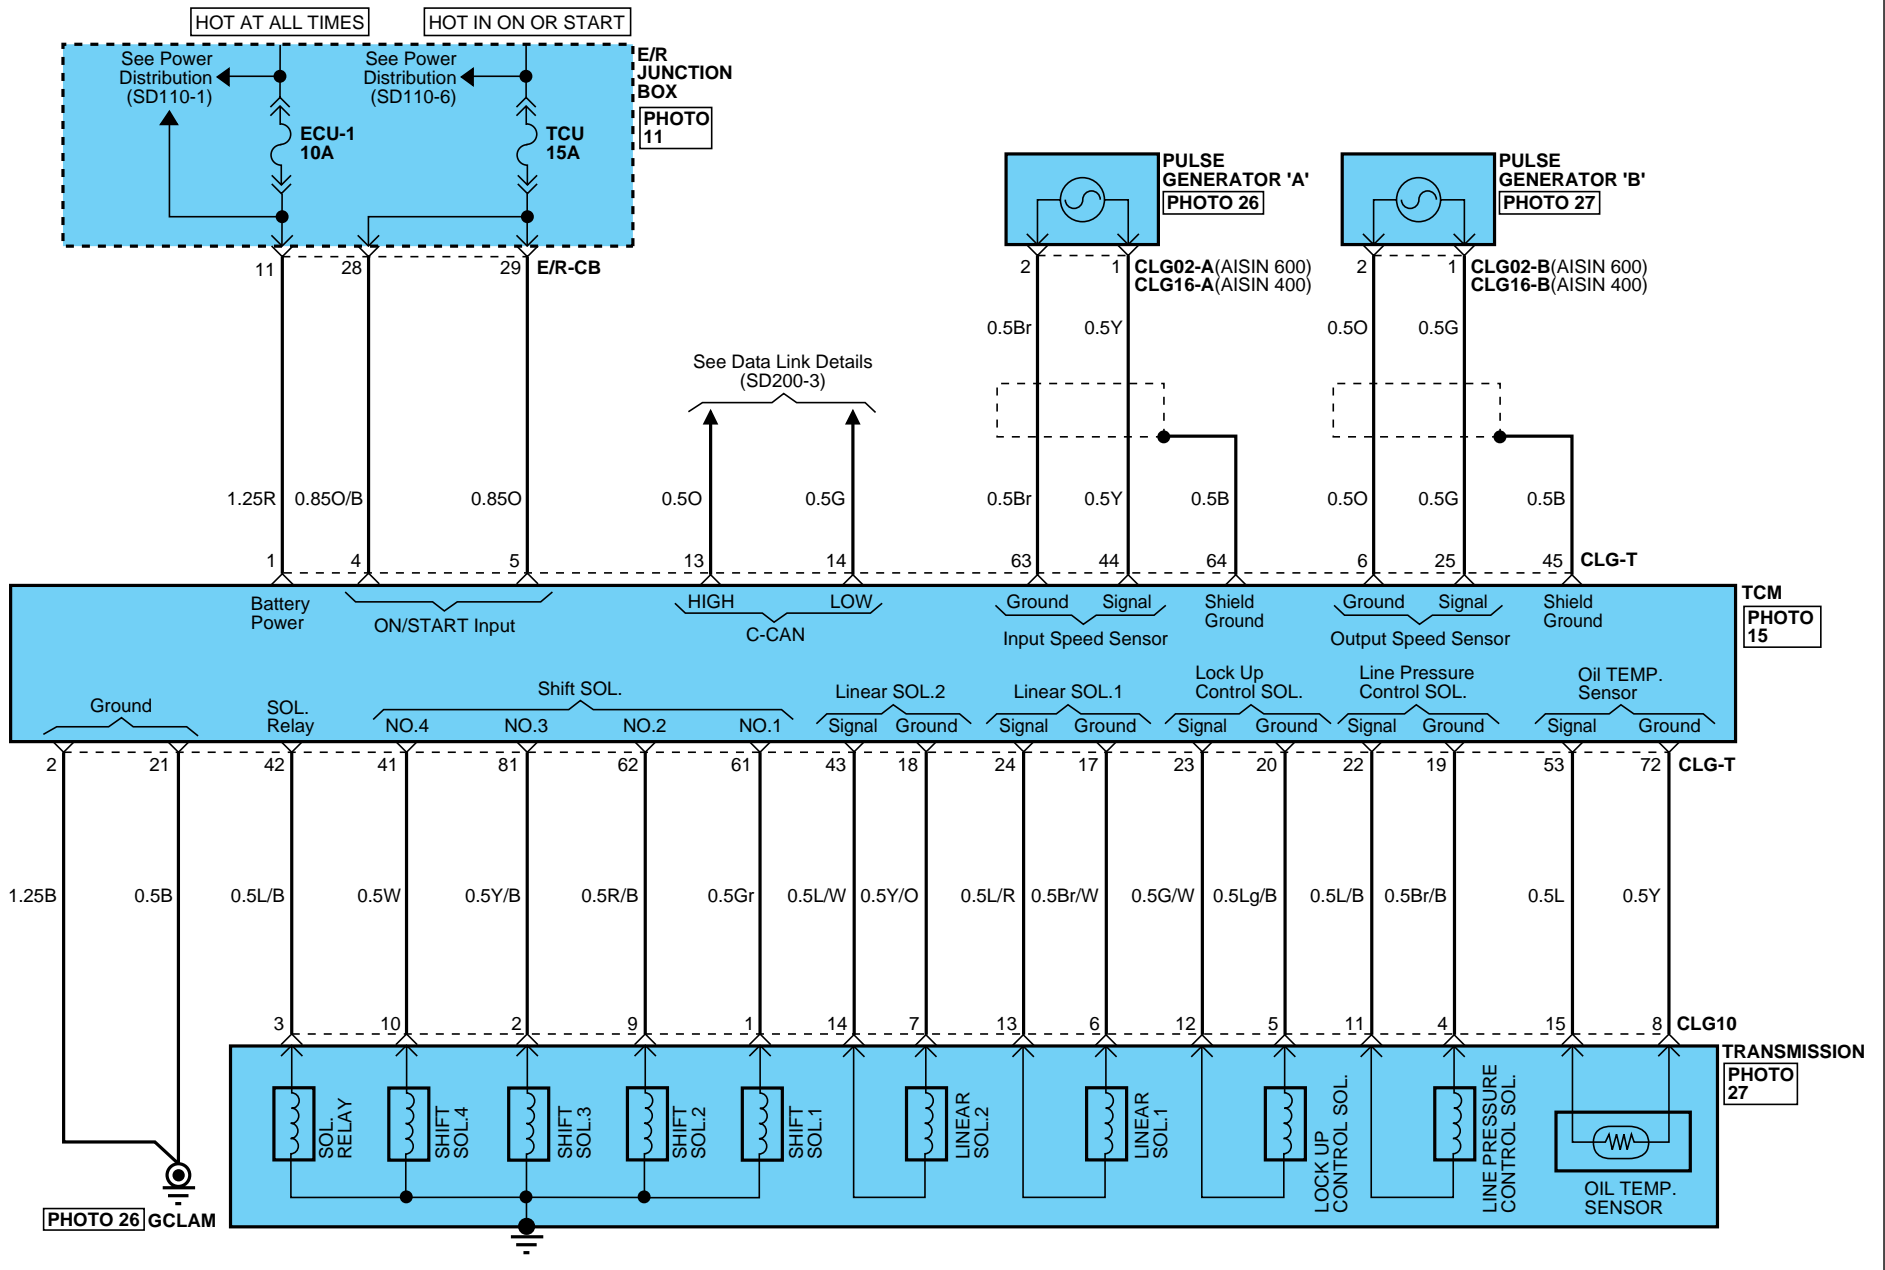 HOT AT ALL TIMES
HOT IN ON OR START
See Power
Distribution
(SD110-1)
See Power
Distribution
(SD110-6)
E/R
JUNCTION
BOX
PHOTO
11
ECU-1
10A
TCU
15A
11
28
29
E/R-CB
PULSE
GENERATOR 'A'
PHOTO 26
PULSE
GENERATOR 'B'
PHOTO 27
2
1
CLG02-A(AISIN 600)
CLG16-A(AISIN 400)
2
1
CLG02-B(AISIN 600)
CLG16-B(AISIN 400)
0.5Br
0.5Y
0.5O
0.5G
See Data Link Details
(SD200-3)
1.25R
0.85O/B
0.85O
0.5O
0.5G
0.5Br
0.5Y
0.5B
0.5O
0.5G
0.5B
1
4
5
13
14
63
44
64
6
25
45
CLG-T
TCM
PHOTO
15
Battery
Power
ON/START Input
HIGH
LOW
C-CAN
Ground
Signal
Input Speed Sensor
Shield
Ground
Ground
Signal
Output Speed Sensor
Shield
Ground
Ground
SOL.
Relay
Shift SOL.
NO.4
NO.3
NO.2
NO.1
Linear SOL.2
Signal
Ground
Linear SOL.1
Signal
Ground
Lock Up
Control SOL.
Signal
Ground
Line Pressure
Control SOL.
Signal
Ground
Oil TEMP.
Sensor
Signal
Ground
2
21
42
41
81
62
61
43
18
24
17
23
20
22
19
53
72
CLG-T
1.25B
0.5B
0.5L/B
0.5W
0.5Y/B
0.5R/B
0.5Gr
0.5L/W
0.5Y/O
0.5L/R
0.5Br/W
0.5G/W
0.5Lg/B
0.5L/B
0.5Br/B
0.5L
0.5Y
3
10
2
9
1
14
7
13
6
12
5
11
4
15
8
CLG10
TRANSMISSION
PHOTO
27
SOL.
RELAY
SHIFT
SOL.4
SHIFT
SOL.3
SHIFT
SOL.2
SHIFT
SOL.1
LINEAR
SOL.2
LINEAR
SOL.1
LOCK UP
CONTROL SOL.
LINE PRESSURE
CONTROL SOL.
OIL TEMP.
SENSOR
PHOTO 26 GCLAM